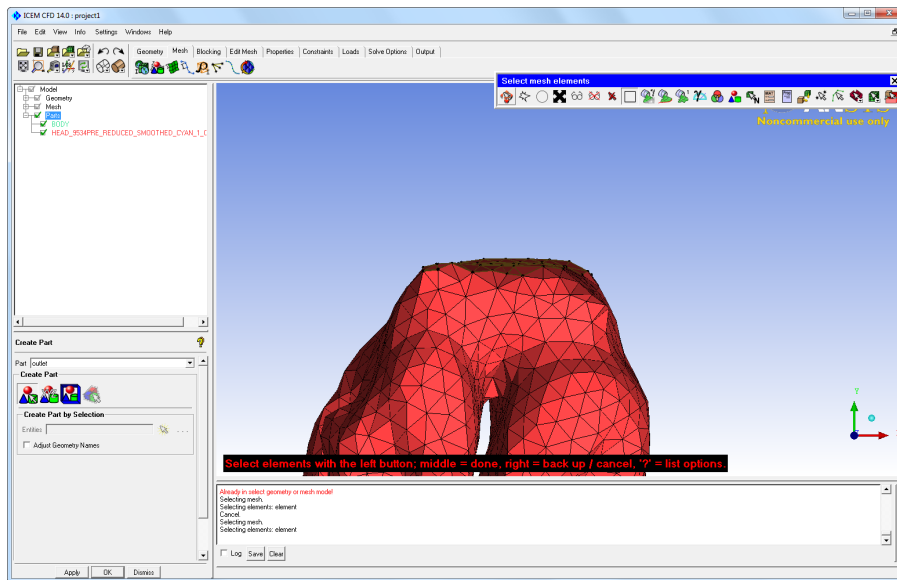 ICEM CFD 14.0 : project1
File Edit View Info Settings Windows Help
Geometry Mesh Blocking Edit Mesh Properties Constraints Loads Solve Options Output
Select mesh elements
Model
Geometry
Mesh
Parts
BODY
HEAD_9534FRE_REDUCED_SMOOTHED_CYAN_1_
Noncommercial use only
Create Part
Part outlet
Create Part
Create Part by Selection
Entities
Adjust Geometry Names
Y
Select elements with the left button; middle = done, right = back up / cancel, '?' = list options.
Already in select geometry or mesh mode!
Selecting mesh.
Selecting elements: element
Cancel.
Selecting mesh.
Selecting elements: element
Log Save Clear
Apply OK Dismiss